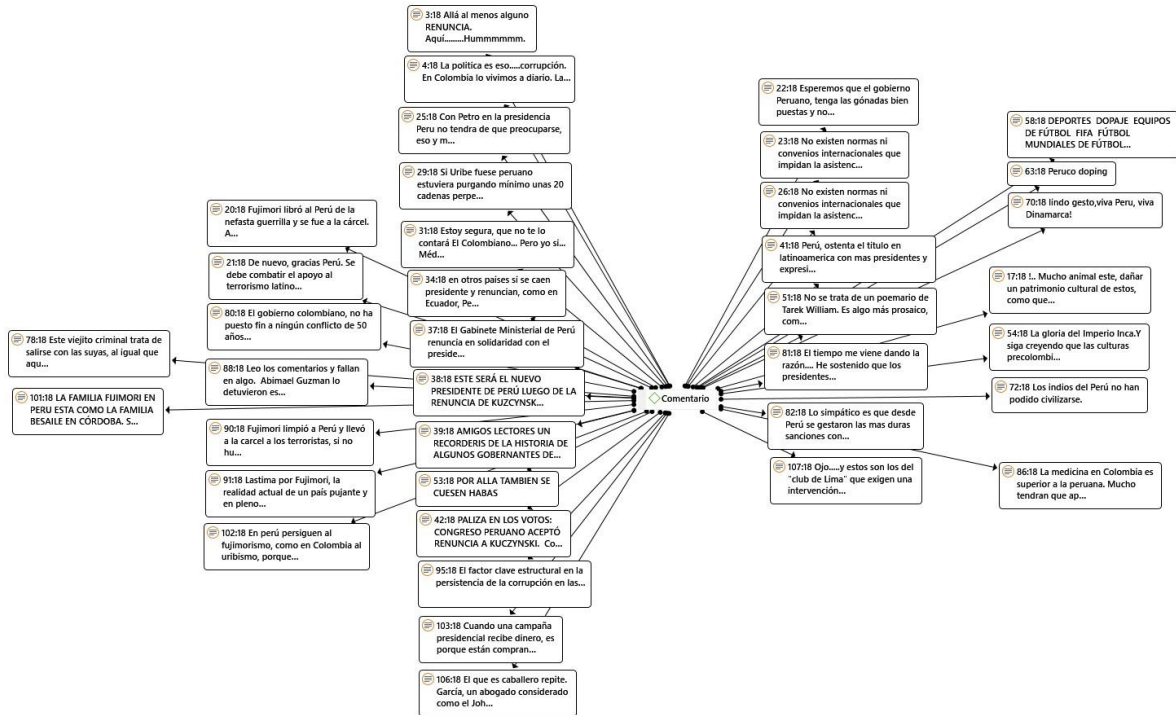 3:18 Allá al menos alguno
RENUNCIA.
Aquí.........Hummmmmm.
4:18 La politica es eso.....corrupción.
En Colombia lo vivimos a diario. La...
25:18 Con Petro en la presidencia
Peru no tendra de que preocuparse,
eso y m...
29:18 Si Uribe fuese peruano
estuviera purgando mínimo unas 20
cadenas perpe...
31:18 Estoy segura, que no te lo
contará El Colombiano... Pero yo sí...
Méd...
34:18 en otros paises si se caen
presidente y renuncian, como en
Ecuador, Pe...
37:18 El Gabinete Ministerial de Perú
renuncia en solidaridad con el
preside...
38:18 ESTE SERÁ EL NUEVO
PRESIDENTE DE PERÚ LUEGO DE LA
RENUNCIA DE KUZCYNSK...
39:18 AMIGOS LECTORES UN
RECORDERIS DE LA HISTORIA DE
ALGUNOS GOBERNANTES DE...
53:18 POR ALLA TAMBIEN SE
CUESEN HABAS
42:18 PALIZA EN LOS VOTOS:
CONGRESO PERUANO ACEPTÓ
RENUNCIA A KUCZYNSKI. Co...
95:18 El factor clave estructural en la
persistencia de la corrupción en las...
103:18 Cuando una campaña
presidencial recibe dinero, es
porque están compran...
106:18 El que es caballero repite.
García, un abogado considerado
como el Joh...
20:18 Fujimori libró al Perú de la
nefasta guerrilla y se fue a la cárcel.
A...
21:18 De nuevo, gracias Perú. Se
debe combatir el apoyo al
terrorismo latino...
80:18 El gobierno colombiano, no ha
puesto fin a ningún conflicto de 50
años...
88:18 Leo los comentarios y fallan
en algo. Abimael Guzman lo
detuvieron es...
90:18 Fujimori limpió a Perú y llevó
a la carcel a los terroristas, si no
hu...
91:18 Lastima por Fujimori, la
realidad actual de un país pujante y
en pleno...
102:18 En perú persiguen al
fujimorismo, como en Colombia al
uribismo, porque...
78:18 Este viejito criminal trata de
salirse con las suyas, al igual que
aqu...
101:18 LA FAMILIA FIJIMORI EN
PERU ESTA COMO LA FAMILIA
BESAILE EN CÓRDOBA. S...
Comentario
22:18 Esperemos que el gobierno
Peruano, tenga las gónadas bien
puestas y no...
23:18 No existen normas ni
convenios internacionales que
impidan la asistenc...
26:18 No existen normas ni
convenios internacionales que
impidan la asistenc...
41:18 Perú, ostenta el titulo en
latinoamerica con mas presidentes y
expresi...
51:18 No se trata de un poemario de
Tarek William. Es algo más prosaico,
com...
81:18 El tiempo me viene dando la
razón.... He sostenido que los
presidentes...
82:18 Lo simpático es que desde
Perú se gestaron las mas duras
sanciones con...
107:18 Ojo.....y estos son los del
"club de Lima" que exigen una
intervención...
58:18 DEPORTES DOPAJE EQUIPOS
DE FÚTBOL FIFA FÚTBOL
MUNDIALES DE FÚTBOL...
63:18 Peruco doping
70:18 lindo gesto,viva Peru, viva
Dinamarca!
17:18 !.. Mucho animal este, dañar
un patrimonio cultural de estos,
como que...
54:18 La gloria del Imperio Inca.Y
siga creyendo que las culturas
precolombi...
72:18 Los indios del Perú no han
podido civilizarse.
86:18 La medicina en Colombia es
superior a la peruana. Mucho
tendran que ap...